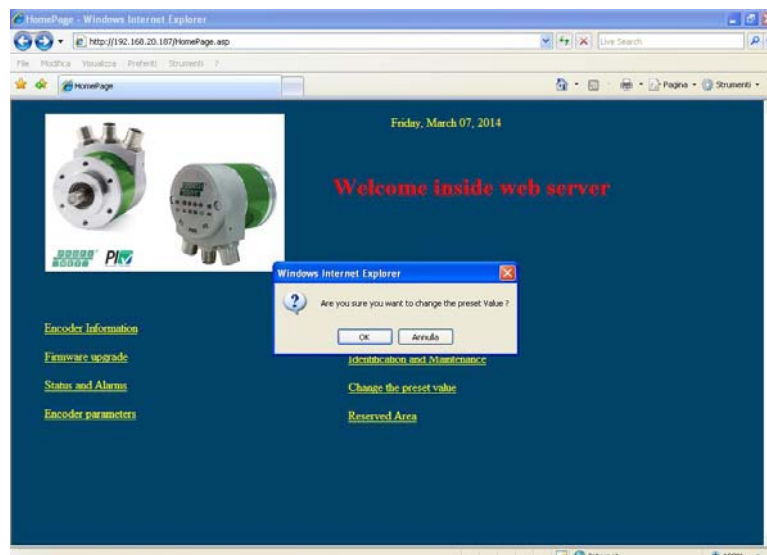 HomePage - Windows Internet Explorer
http://192.168.20.187/HomePage.asp
Live Search
File Modifica Visualizza Preferiti Strumenti ?
HomePage
Pagina
Strumenti
Friday, March 07, 2014
Welcome inside web server
Windows Internet Explorer
Are you sure you want to change the preset Value ?
OK
Annulla
Encoder Information
Firmware upgrade
Identification and Maintenance
Status and Alarms
Change the preset value
Encoder parameters
Reserved Area